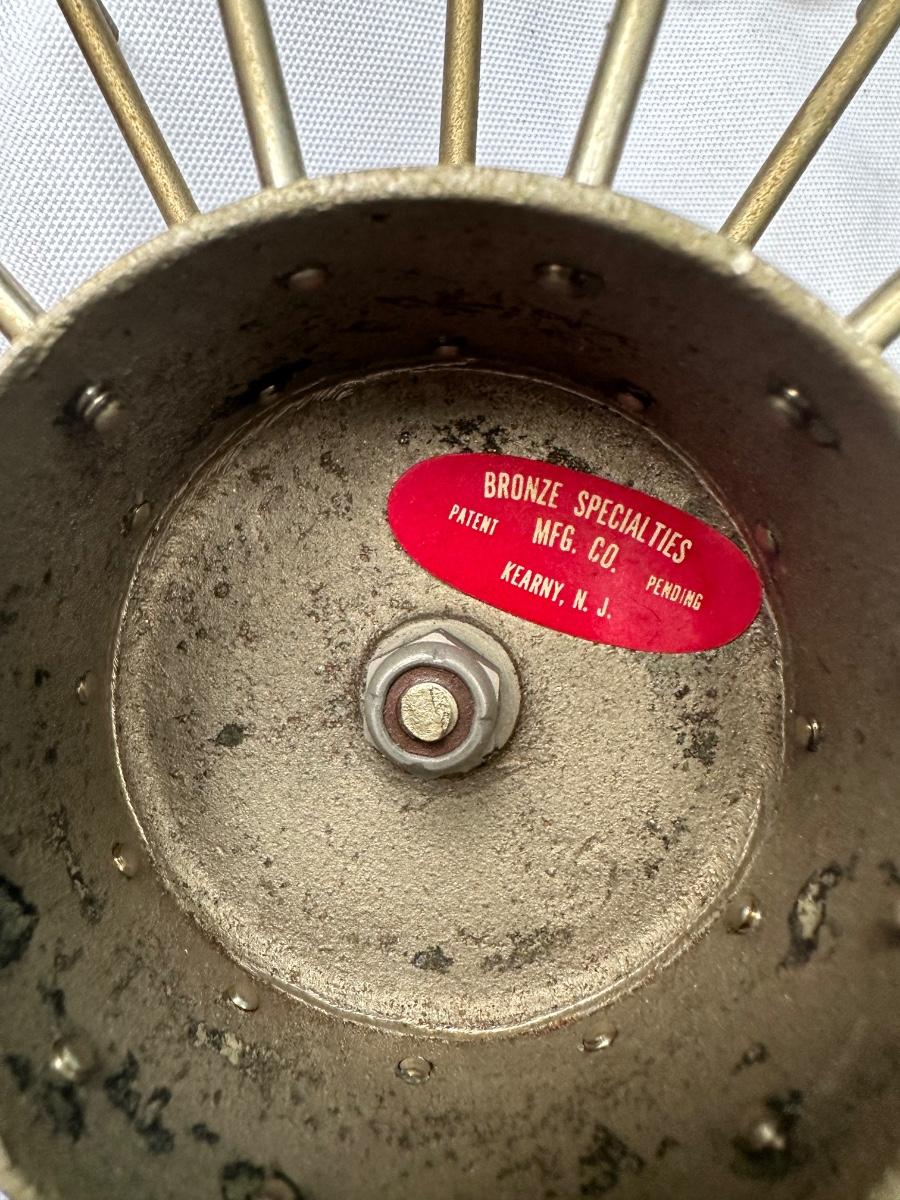 BRONZE SPECIALTIES
PATENT MFG. CO. PENDING
KEARNY, N. J.